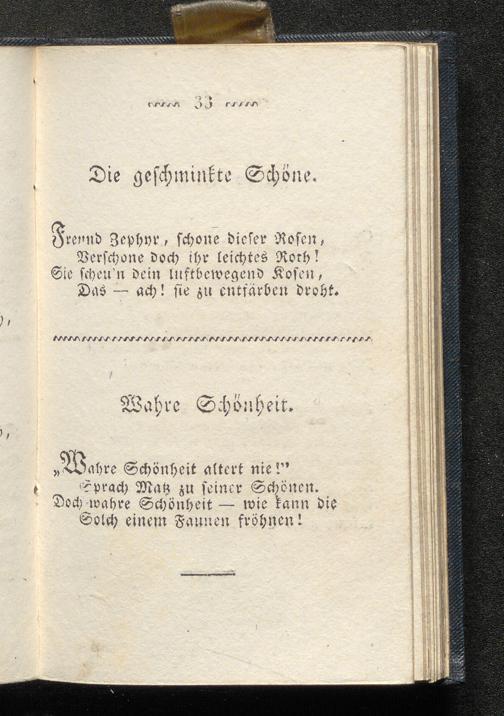 33
Die geschminkte Schöne.
Freund Zephyr, schone dieser Rosen,
Verschone doch ihr leichtes Roth!
Sie scheu'n dein luftbewegend Kosen,
Das — ach! sie zu entfärben droht.
Wahre Schönheit.
„Wahre Schönheit altert nie!”
Sprach Matz zu seiner Schönen.
Doch wahre Schönheit — wie kann die
Solch einem Faunen fröhnen!